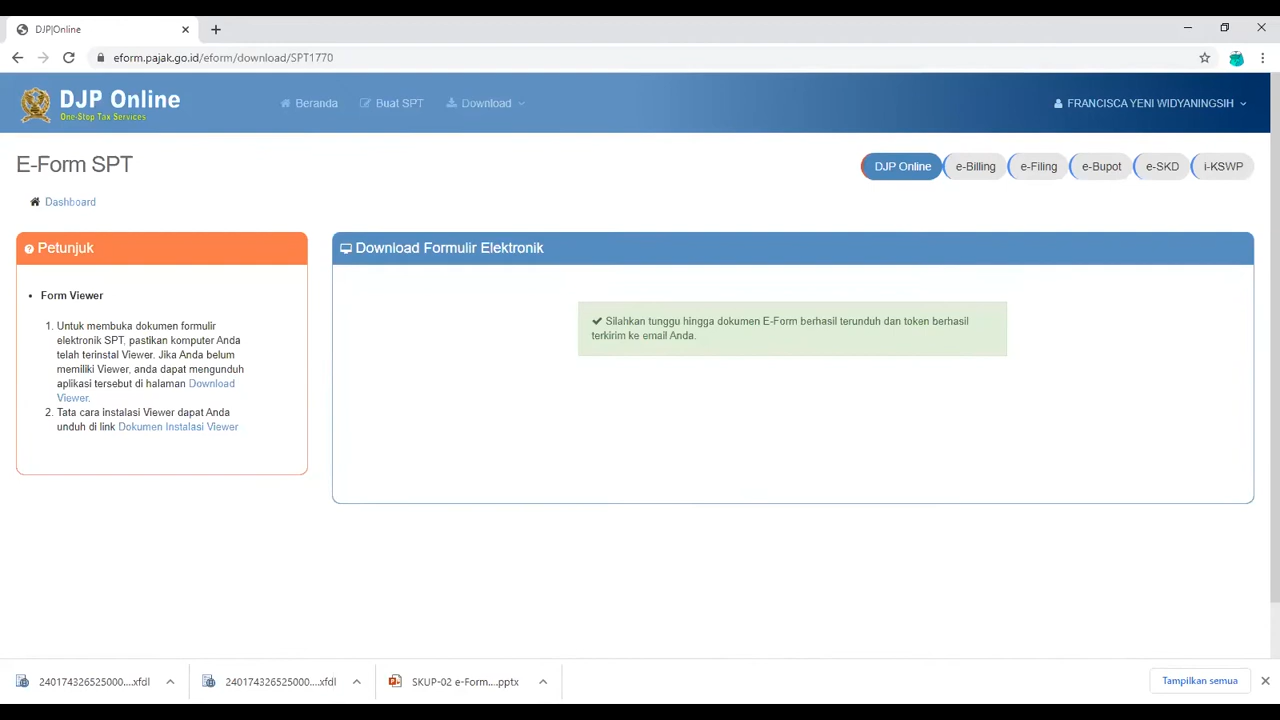 DJP|Online
eform.pajak.go.id/eform/download/SPT1770
DJP Online
One-Stop Tax Services
Beranda
Buat SPT
Download
FRANCISCA YENI WIDYANINGSIH
E-Form SPT
DJP Online
e-Billing
e-Filing
e-Bupot
e-SKD
i-KSWP
Dashboard
Petunjuk
• Form Viewer
1. Untuk membuka dokumen formulir
elektronik SPT, pastikan komputer Anda
telah terinstal Viewer. Jika Anda belum
memiliki Viewer, anda dapat mengunduh
aplikasi tersebut di halaman Download
Viewer.
2. Tata cara instalasi Viewer dapat Anda
unduh di link Dokumen Instalasi Viewer
Download Formulir Elektronik
Silahkan tunggu hingga dokumen E-Form berhasil terunduh dan token berhasil
terkirim ke email Anda.
240174326525000....xfdl
240174326525000....xfdl
SKUP-02 e-Form....pptx
Tampilkan semua